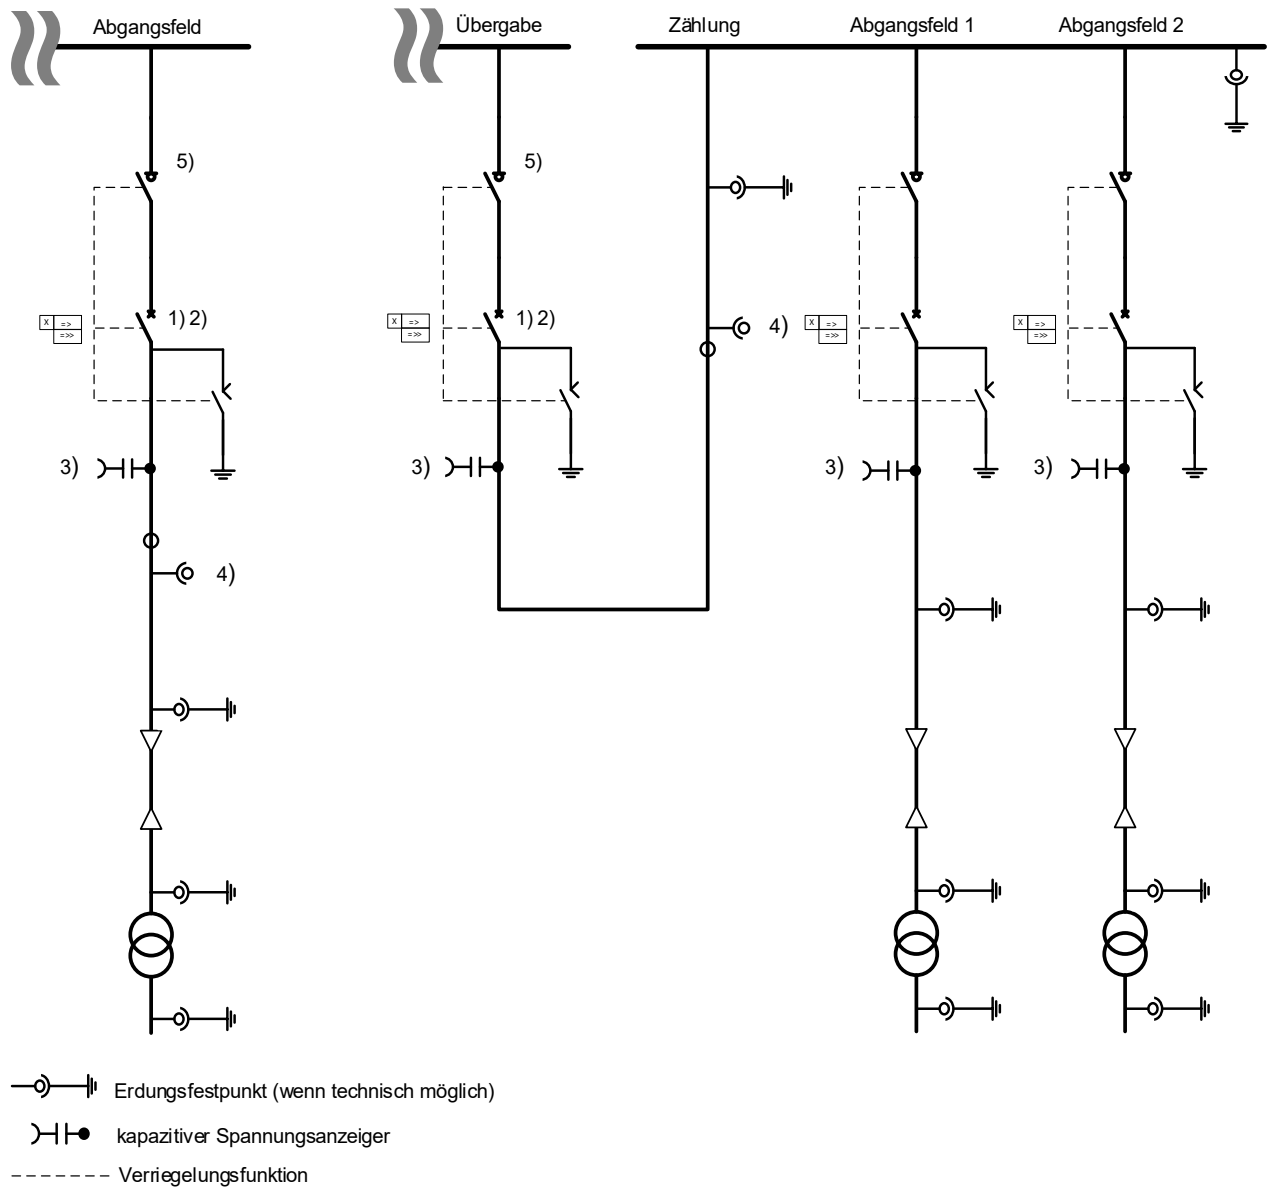 Abgangsfeld
Übergabe
Zählung
Abgangsfeld 1
Abgangsfeld 2
5)
5)
X =>
=>>
1) 2)
X =>
=>>
1) 2)
4)
X =>
=>>
X =>
=>>
3)
3)
3)
3)
4)
Erdungsfestpunkt (wenn technisch möglich)
kapazitiver Spannungsanzeiger
Verriegelungsfunktion